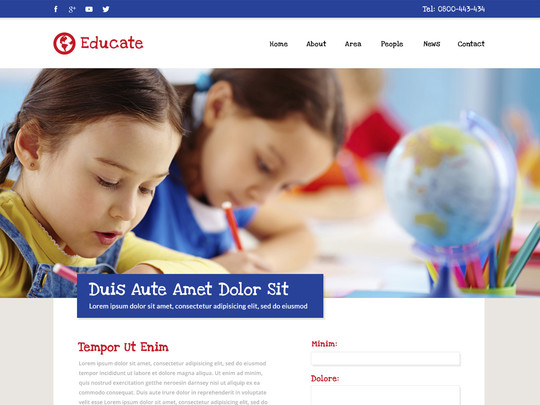 Tel: 0800-443-434
Educate
Home About Area People News Contact
Duis Aute Amet Dolor Sit
Lorem ipsum dolor sit amet, consectetur adipisicing elit, sed do eiusmod
Tempor Ut Enim
Lorem ipsum dolor sit amet, consectetur adipisicing elit, sed do eiusmod
tempor incididunt ut labore et dolore magna aliqua. Ut enim ad minim,
quis nostrud exercitation getthe nerevin darnsey risi ut aliquip ex ea
commodo consequat. Duis aute irure dolor in reprehenderit in voluptate
velit esse Lorem ipsum dolor sit amet, consectetur adipisicing elit, sed do
Minim:
Dolore: